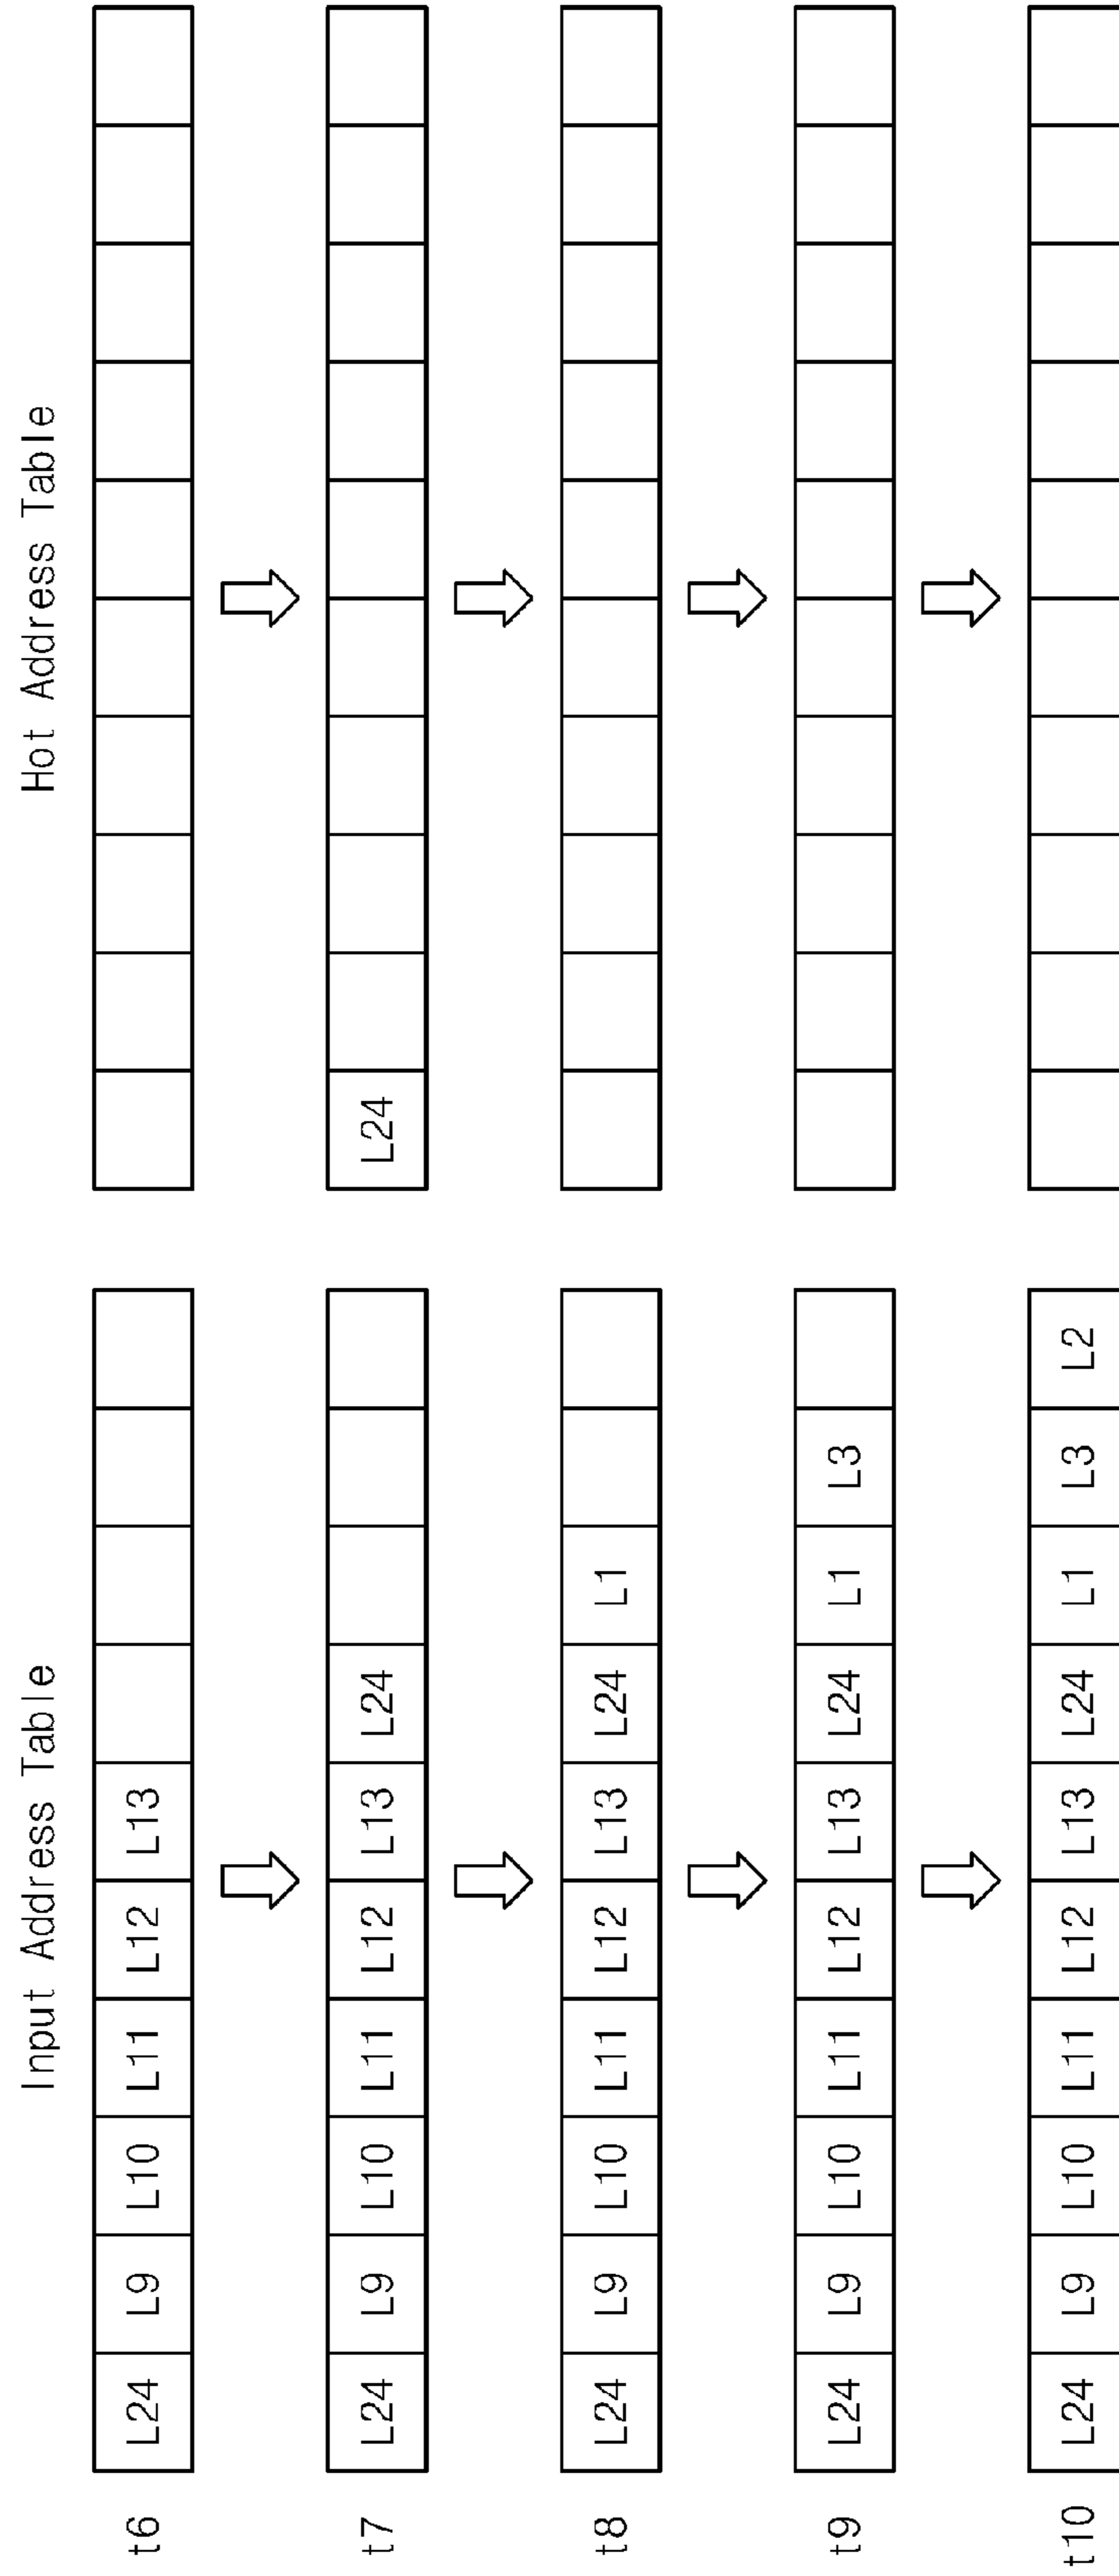 Input Address Table Hot Address Table
t6 L24 L9 L10 L11 L12 L13
t7 L24 L9 L10 L11 L12 L13 L24 L24
t8 L24 L9 L10 L11 L12 L13 L24 L1
t9 L24 L9 L10 L11 L12 L13 L24 L1 L3
t10 L24 L9 L10 L11 L12 L13 L24 L1 L3 L2